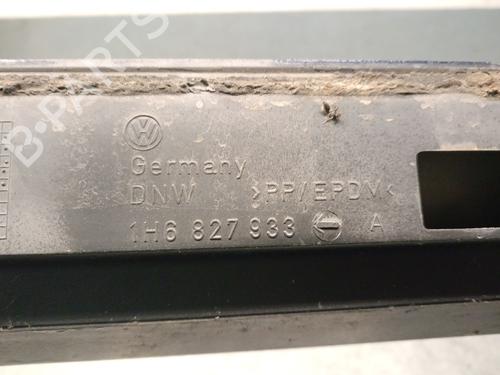 B-PARTS
VW
Germany
DNW >PP/EPDM<
1H6 827 933 A